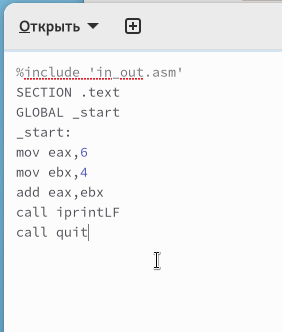 Открыть
%include 'in_out.asm'
SECTION .text
GLOBAL _start
_start:
mov eax,6
mov ebx,4
add eax,ebx
call iprintLF
call quit